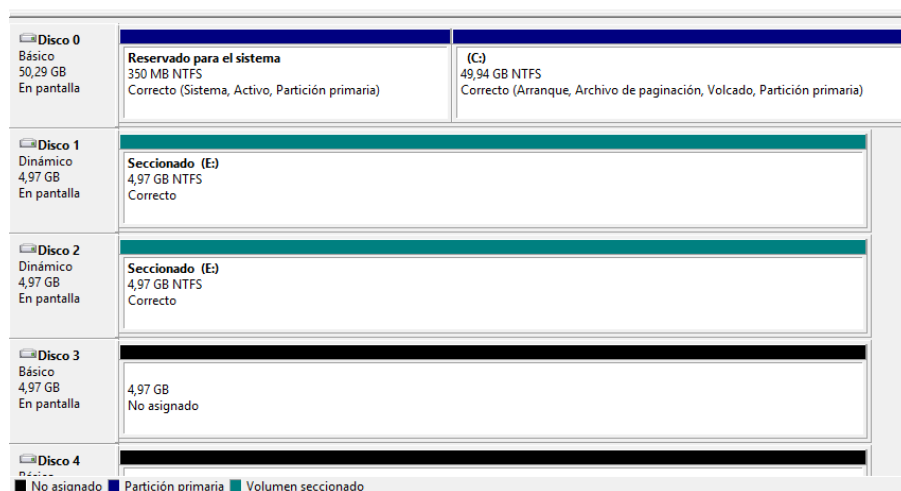 Disco 0
Básico
50,29 GB
En pantalla
Reservado para el sistema
350 MB NTFS
Correcto (Sistema, Activo, Partición primaria)
(C:)
49,94 GB NTFS
Correcto (Arranque, Archivo de paginación, Volcado, Partición primaria)
Disco 1
Dinámico
4,97 GB
En pantalla
Seccionado (E:)
4,97 GB NTFS
Correcto
Disco 2
Dinámico
4,97 GB
En pantalla
Seccionado (E:)
4,97 GB NTFS
Correcto
Disco 3
Básico
4,97 GB
En pantalla
4,97 GB
No asignado
Disco 4
No asignado Partición primaria Volumen seccionado